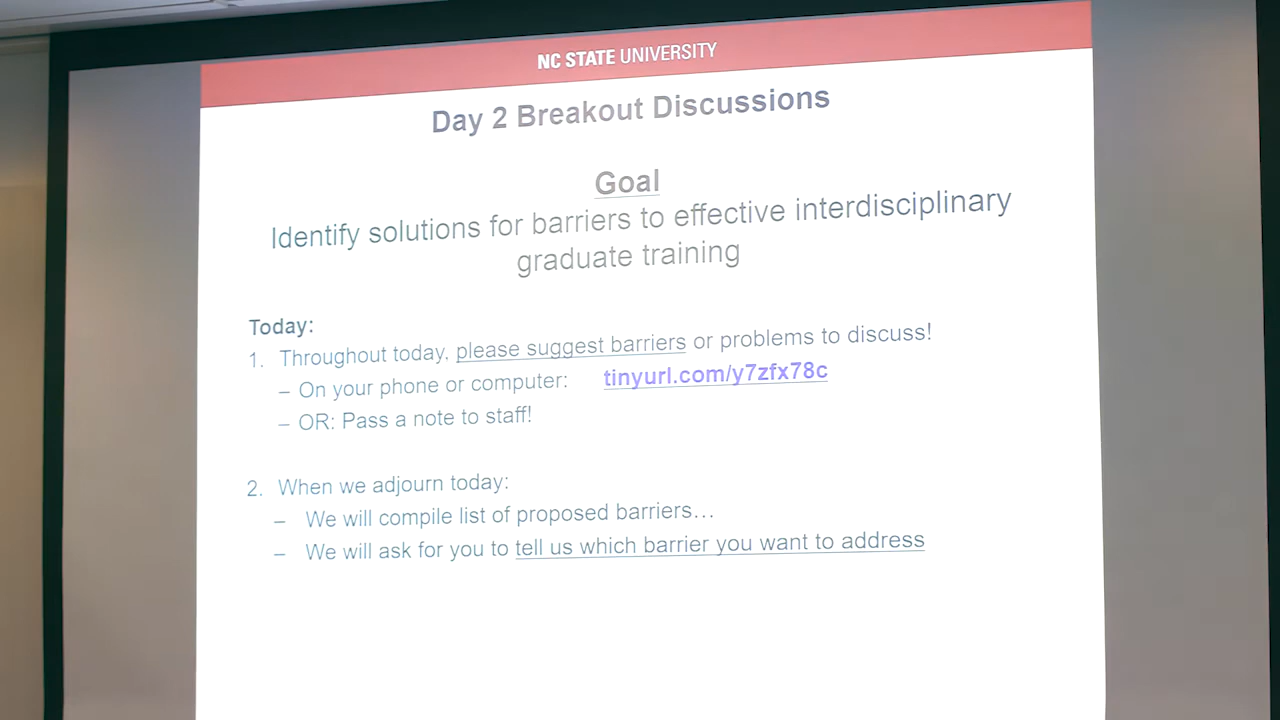 NC STATE UNIVERSITY
Day 2 Breakout Discussions
Goal
Identify solutions for barriers to effective interdisciplinary
graduate training
Today:
1. Throughout today, please suggest barriers or problems to discuss!
– On your phone or computer: tinyurl.com/y7zfx78c
– OR: Pass a note to staff!
2. When we adjourn today:
– We will compile list of proposed barriers…
– We will ask for you to tell us which barrier you want to address